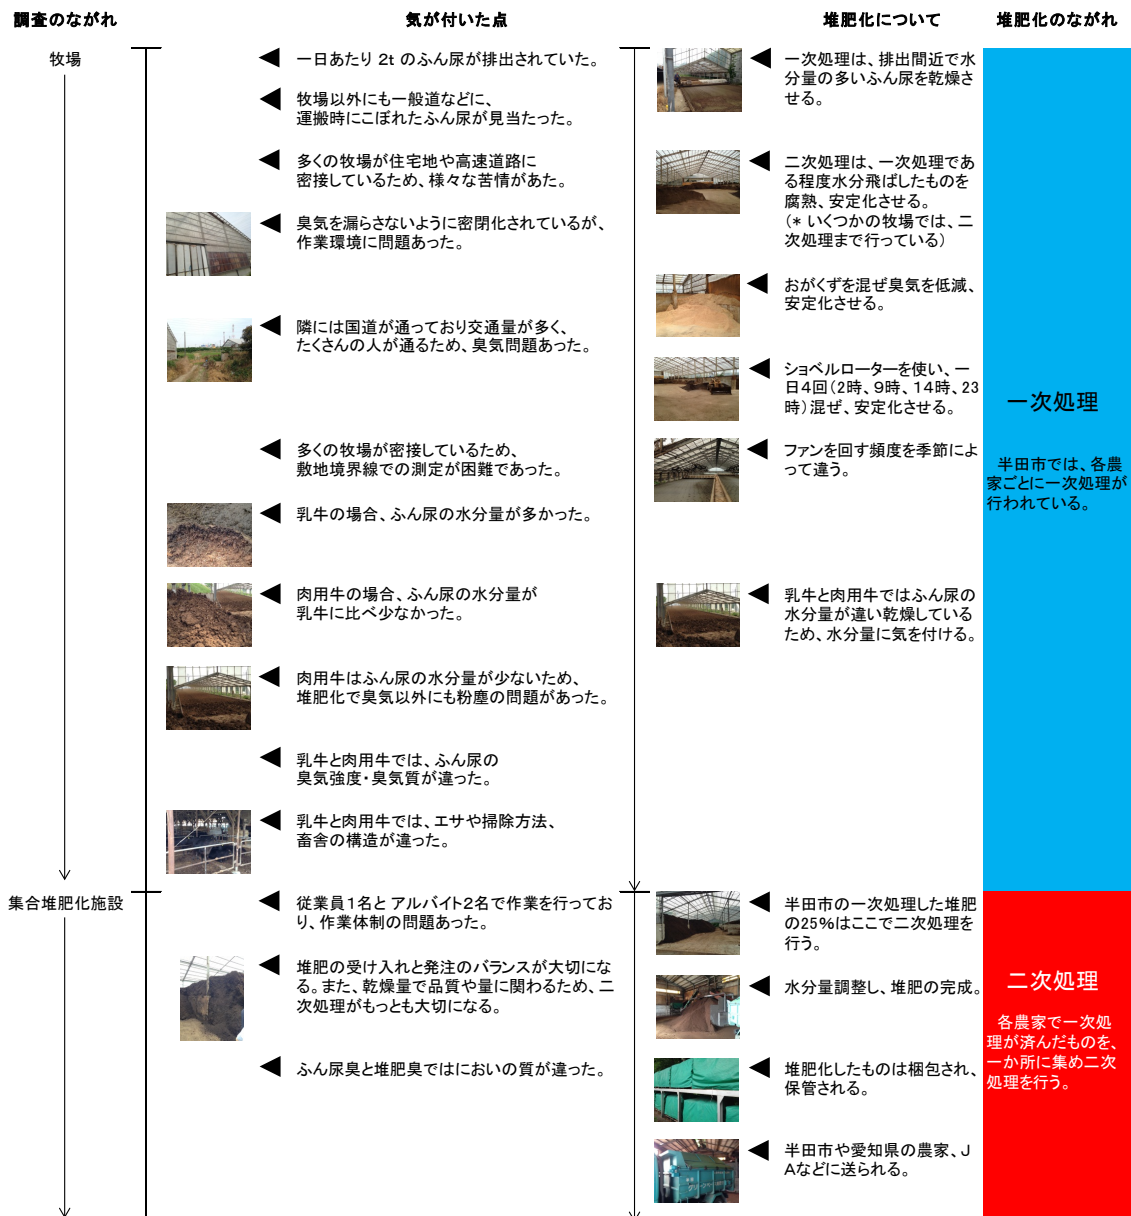 調査のながれ
気が付いた点
堆肥化について
堆肥化のながれ
牧場
一日あたり 2t のふん尿が排出されていた。
牧場以外にも一般道などに、
運搬時にこぼれたふん尿が見当たった。
多くの牧場が住宅地や高速道路に
密接しているため、様々な苦情があた。
臭気を漏らさないように密閉化されているが、
作業環境に問題あった。
隣には国道が通っており交通量が多く、
たくさんの人が通るため、臭気問題あった。
多くの牧場が密接しているため、
敷地境界線での測定が困難であった。
乳牛の場合、ふん尿の水分量が多かった。
肉用牛の場合、ふん尿の水分量が
乳牛に比べ少なかった。
肉用牛はふん尿の水分量が少ないため、
堆肥化で臭気以外にも粉塵の問題があった。
乳牛と肉用牛では、ふん尿の
臭気強度・臭気質が違った。
乳牛と肉用牛では、エサや掃除方法、
畜舎の構造が違った。
一次処理は、排出間近で水
分量の多いふん尿を乾燥さ
せる。
二次処理は、一次処理であ
る程度水分飛ばしたものを
腐熟、安定化させる。
(* いくつかの牧場では、二
次処理まで行っている)
おがくずを混ぜ臭気を低減、
安定化させる。
ショベルローターを使い、一
日4回(2時、9時、14時、23
時)混ぜ、安定化させる。
ファンを回す頻度を季節によ
って違う。
乳牛と肉用牛ではふん尿の
水分量が違い乾燥している
ため、水分量に気を付ける。
一次処理
半田市では、各農
家ごとに一次処理が
行われている。
集合堆肥化施設
従業員1名と アルバイト2名で作業を行ってお
り、作業体制の問題あった。
堆肥の受け入れと発注のバランスが大切にな
る。また、乾燥量で品質や量に関わるため、二
次処理がもっとも大切になる。
ふん尿臭と堆肥臭ではにおいの質が違った。
半田市の一次処理した堆肥
の25%はここで二次処理を
行う。
水分量調整し、堆肥の完成。
堆肥化したものは梱包され、
保管される。
半田市や愛知県の農家、J
Aなどに送られる。
二次処理
各農家で一次処
理が済んだものを、
一か所に集め二次
処理を行う。